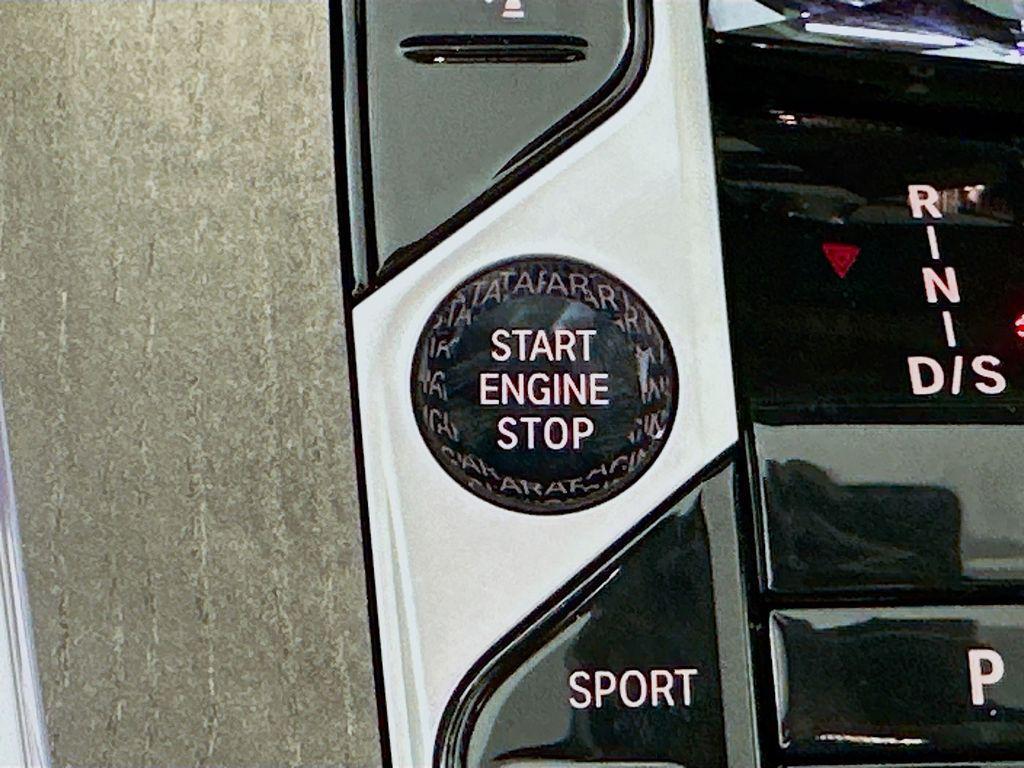 START
ENGINE
STOP
R
N
D/S
SPORT
P